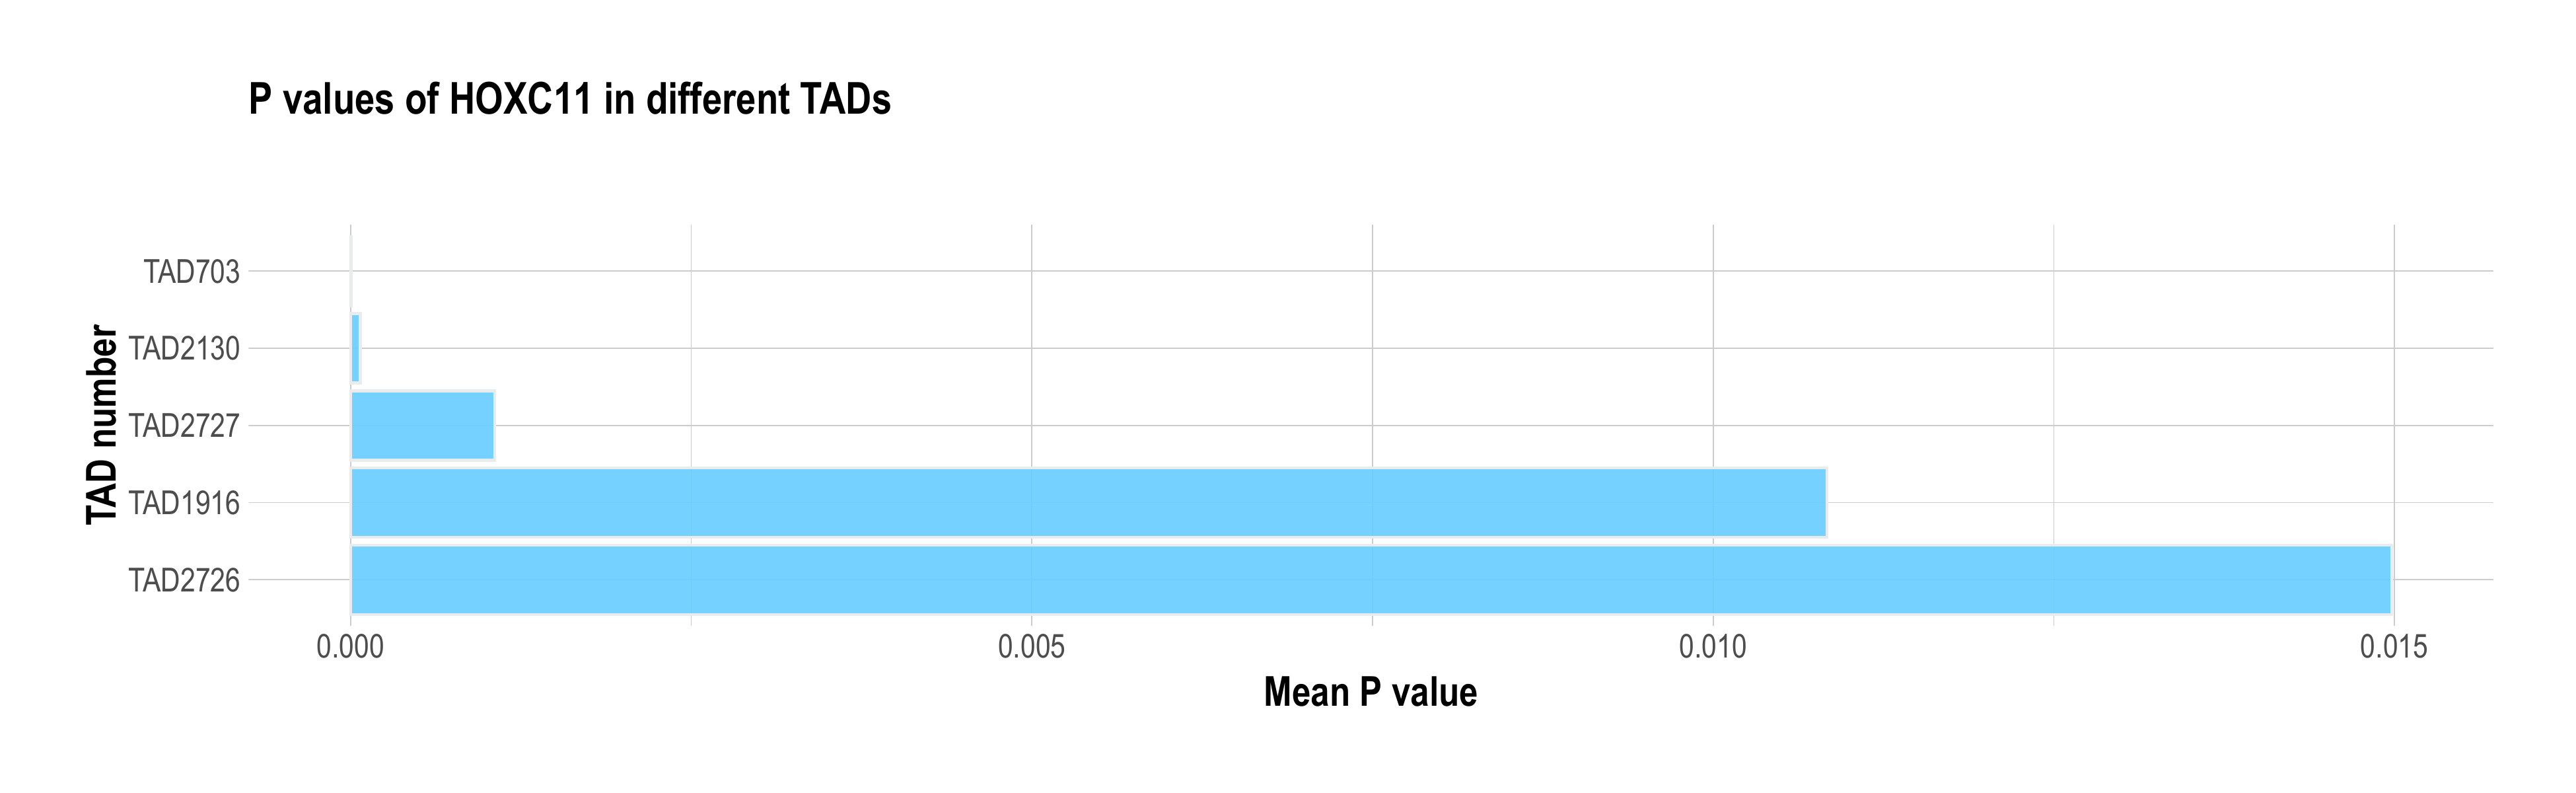 P values of HOXC11 in different TADs
TAD number
TAD703
TAD2130
TAD2727
TAD1916
TAD2726
0.000 0.005 0.010 0.015
Mean P value